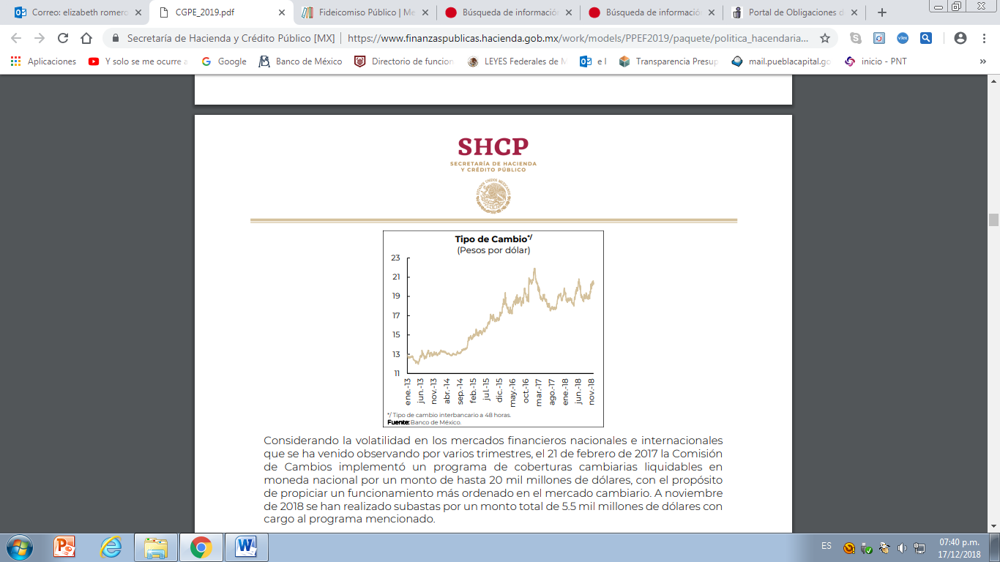 Correo: elizabeth romero
CGPE_2019.pdf
Fideicomiso Público | Me
Búsqueda de informació
Búsqueda de informació
Portal de Obligaciones d
Secretaría de Hacienda y Crédito Público [MX] | https://www.finanzaspublicas.hacienda.gob.mx/work/models/PPEF2019/paquete/politica_hacendaria...
Aplicaciones
Y solo se me ocurre a
Google
Banco de México
Directorio de funcion
LEYES Federales de M
e l
Transparencia Presup
mail.pueblacapital.go
inicio - PNT
»
SHCP
SECRETARÍA DE HACIENDA
Y CRÉDITO PÚBLICO
Tipo de Cambio*/
(Pesos por dólar)
23
21
19
17
15
13
11
ene.-13
jun.-13
nov.-13
abr.-14
sep.-14
feb.-15
jul.-15
dic.-15
may.-16
oct.-16
mar.-17
ago.-17
ene.-18
jun.-18
nov.-18
*/ Tipo de cambio interbancario a 48 horas.
Fuente: Banco de México.
Considerando la volatilidad en los mercados financieros nacionales e internacionales
que se ha venido observando por varios trimestres, el 21 de febrero de 2017 la Comisión
de Cambios implementó un programa de coberturas cambiarias liquidables en
moneda nacional por un monto de hasta 20 mil millones de dólares, con el propósito
de propiciar un funcionamiento más ordenado en el mercado cambiario. A noviembre
de 2018 se han realizado subastas por un monto total de 5.5 mil millones de dólares con
cargo al programa mencionado.
ES
07:40 p.m.
17/12/2018